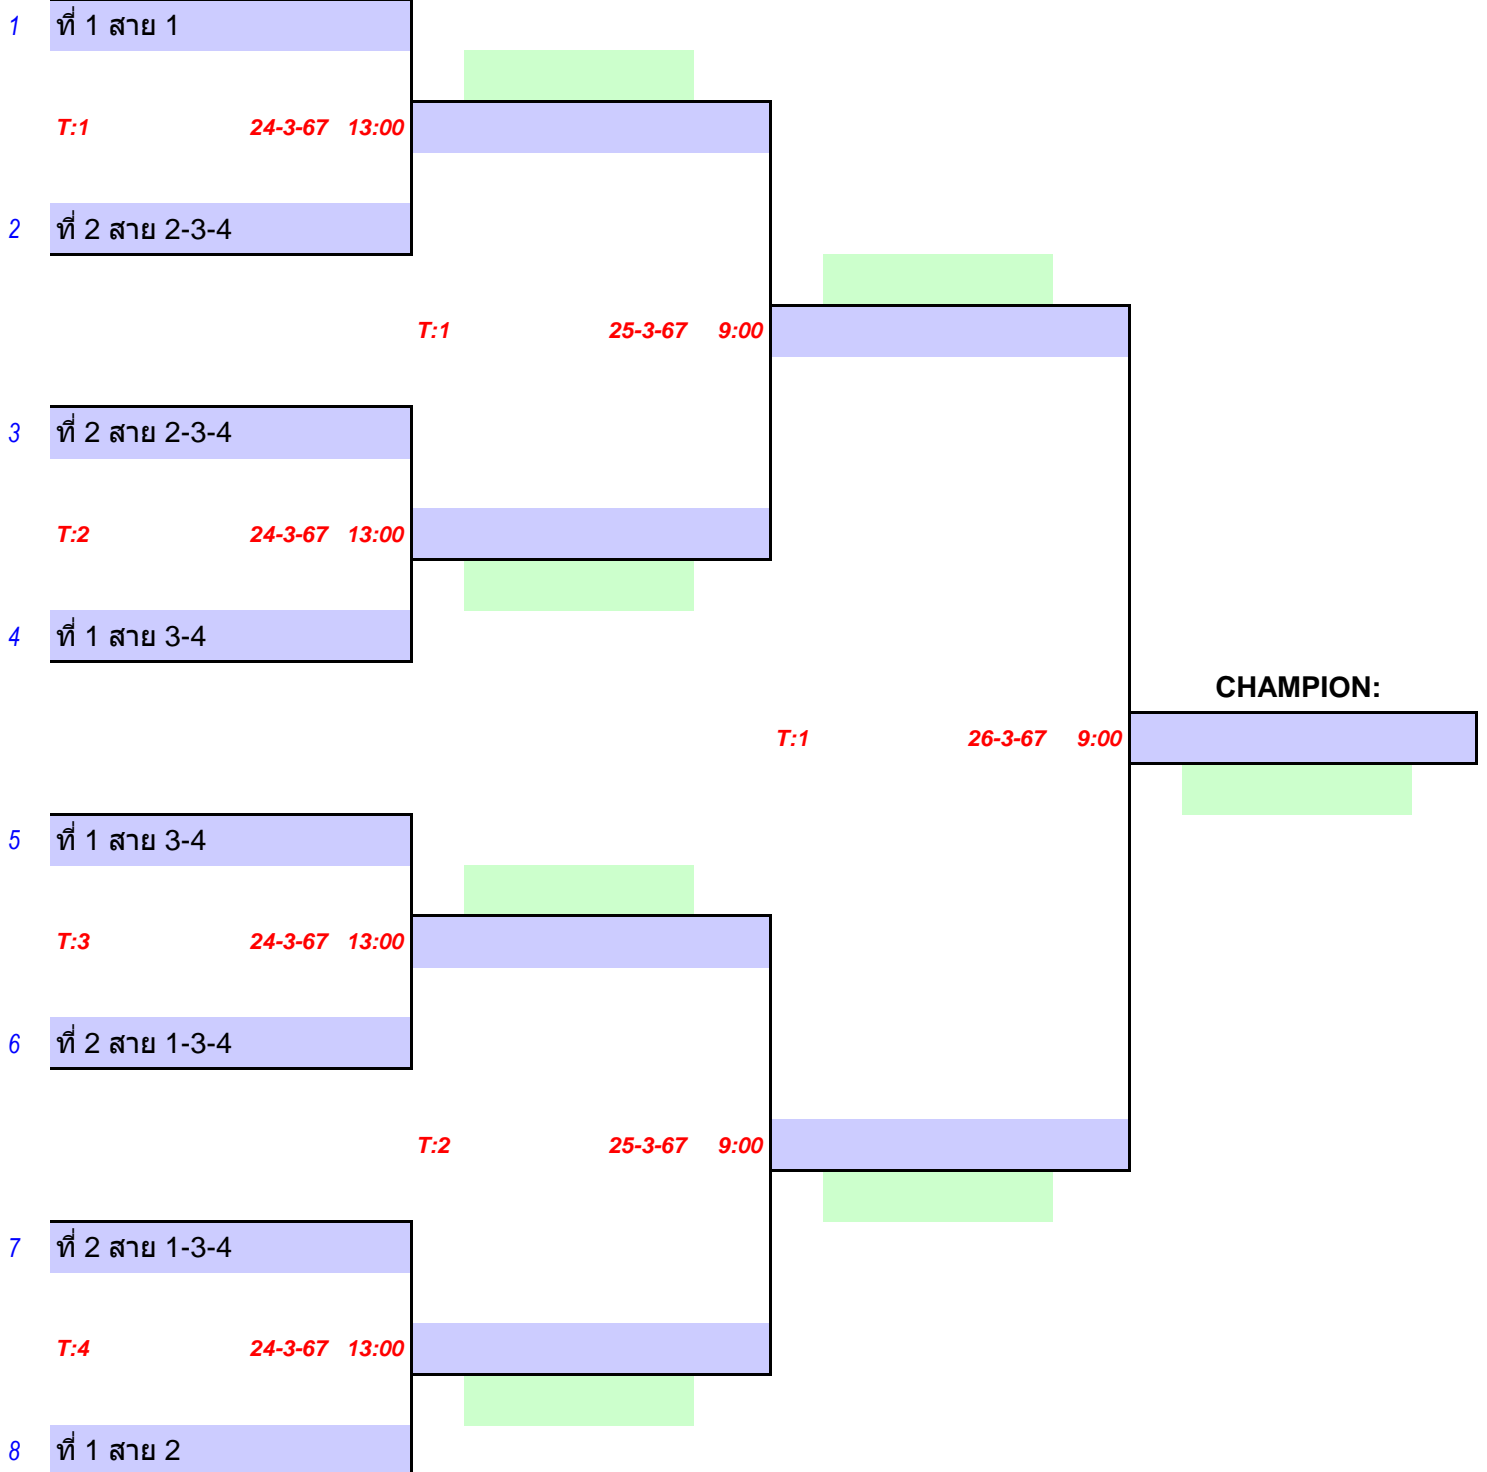 1 ที่ 1 สาย 1
T:1 24-3-67 13:00
2 ที่ 2 สาย 2-3-4
T:1 25-3-67 9:00
3 ที่ 2 สาย 2-3-4
T:2 24-3-67 13:00
4 ที่ 1 สาย 3-4
CHAMPION:
T:1 26-3-67 9:00
5 ที่ 1 สาย 3-4
T:3 24-3-67 13:00
6 ที่ 2 สาย 1-3-4
T:2 25-3-67 9:00
7 ที่ 2 สาย 1-3-4
T:4 24-3-67 13:00
8 ที่ 1 สาย 2